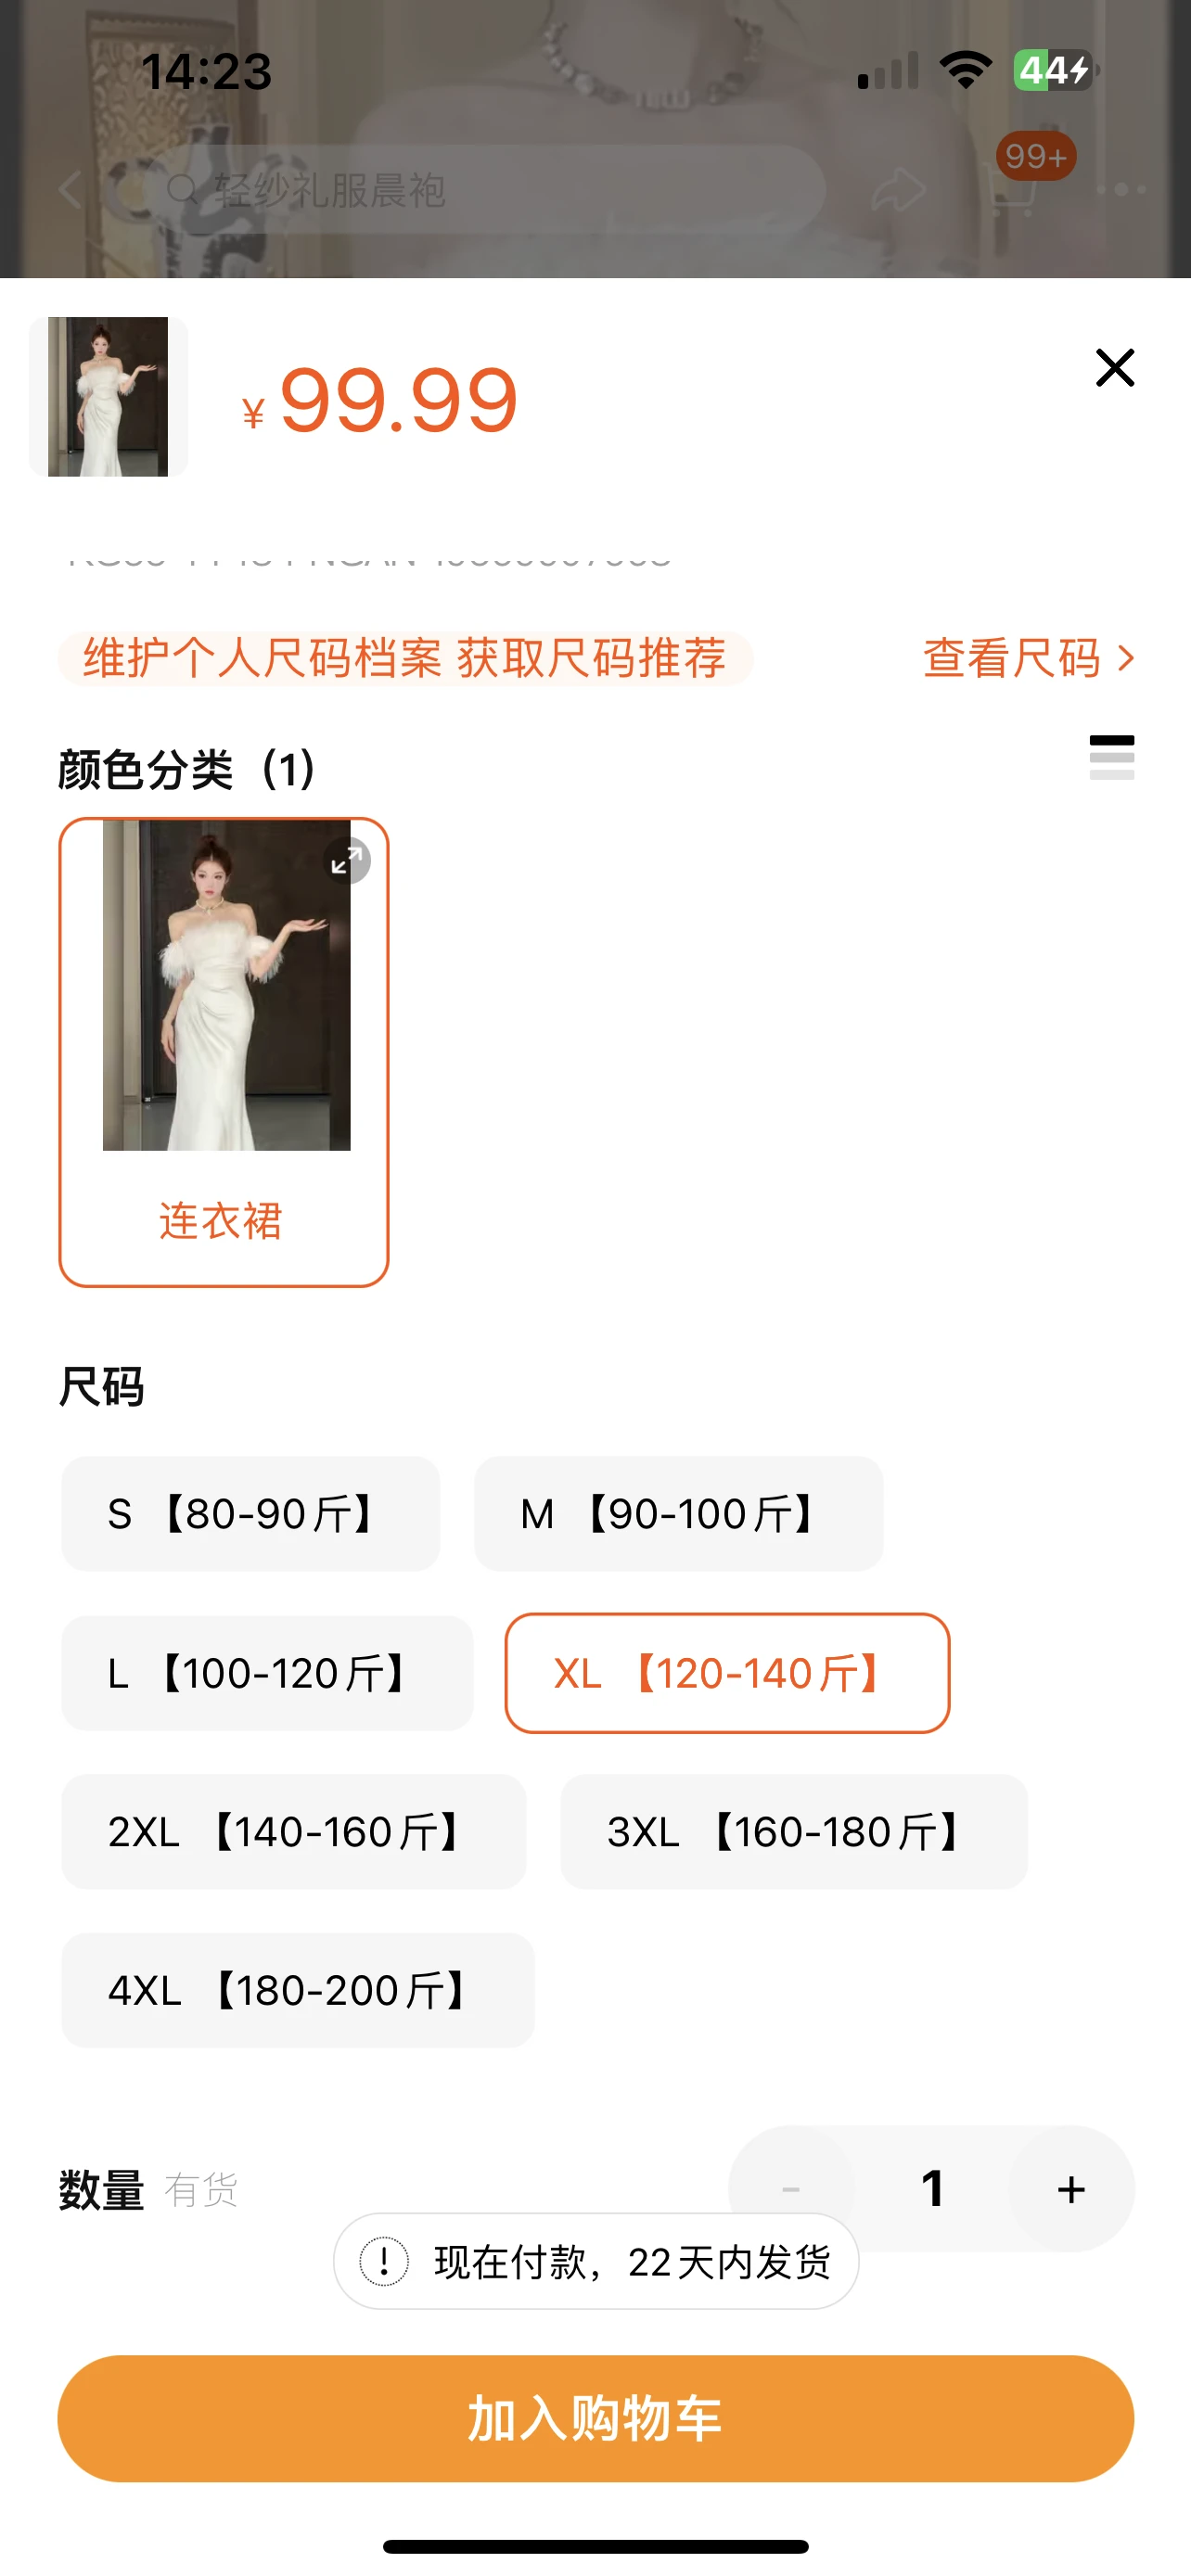 14:23
44
99+
轻纱礼服晨袍
¥99.99
维护个人尺码档案 获取尺码推荐
查看尺码
颜色分类（1）
连衣裙
尺码
S 【80-90斤】
M 【90-100斤】
L 【100-120斤】
XL 【120-140斤】
2XL 【140-160斤】
3XL 【160-180斤】
4XL 【180-200斤】
数量 有货
- 1 +
现在付款，22天内发货
加入购物车